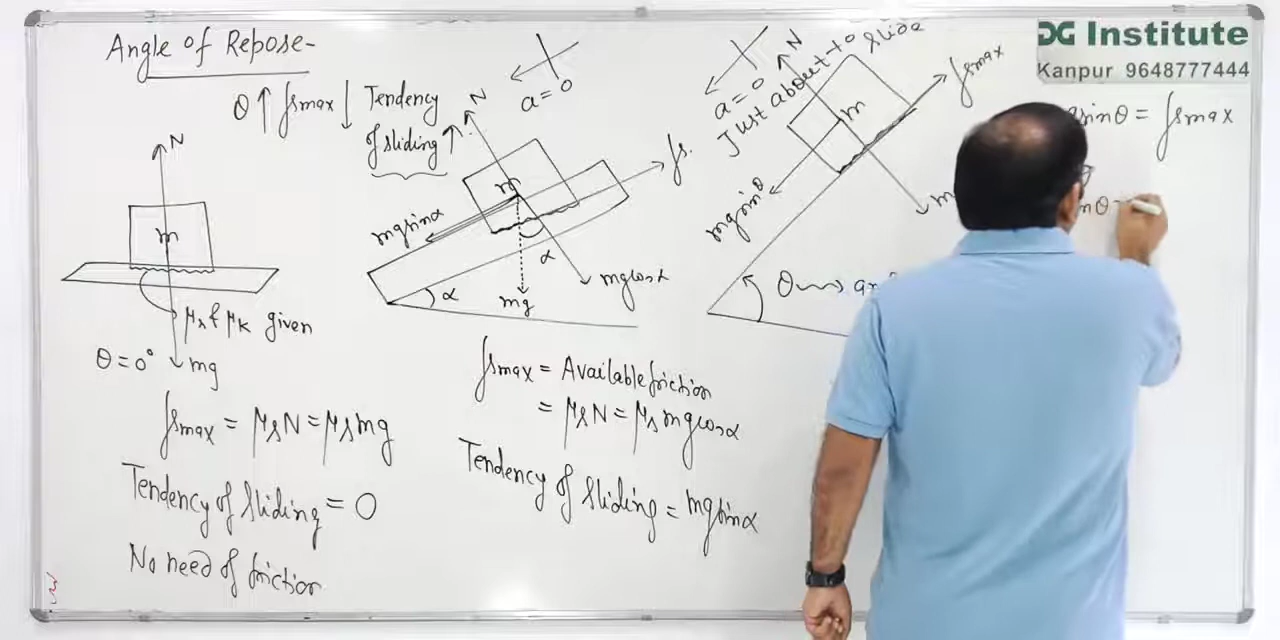 DG Institute
Kanpur 9648777444
Angle of Repose-
θ↑ fsmax↓ Tendency
of sliding ↑
N
m
μs & μk given
θ = 0°
mg
fsmax = μsN = μsmg
Tendency of sliding = 0
No need of friction
a = 0
N
fs
m
mgsinα
α
α
mg
mgcosα
fsmax = Available friction
= μsN = μsmgcosα
Tendency of sliding = mgsinα
a = 0
Just about to slide
N
fsmax
m
mgsinθ
θ
sinθ = fsmax